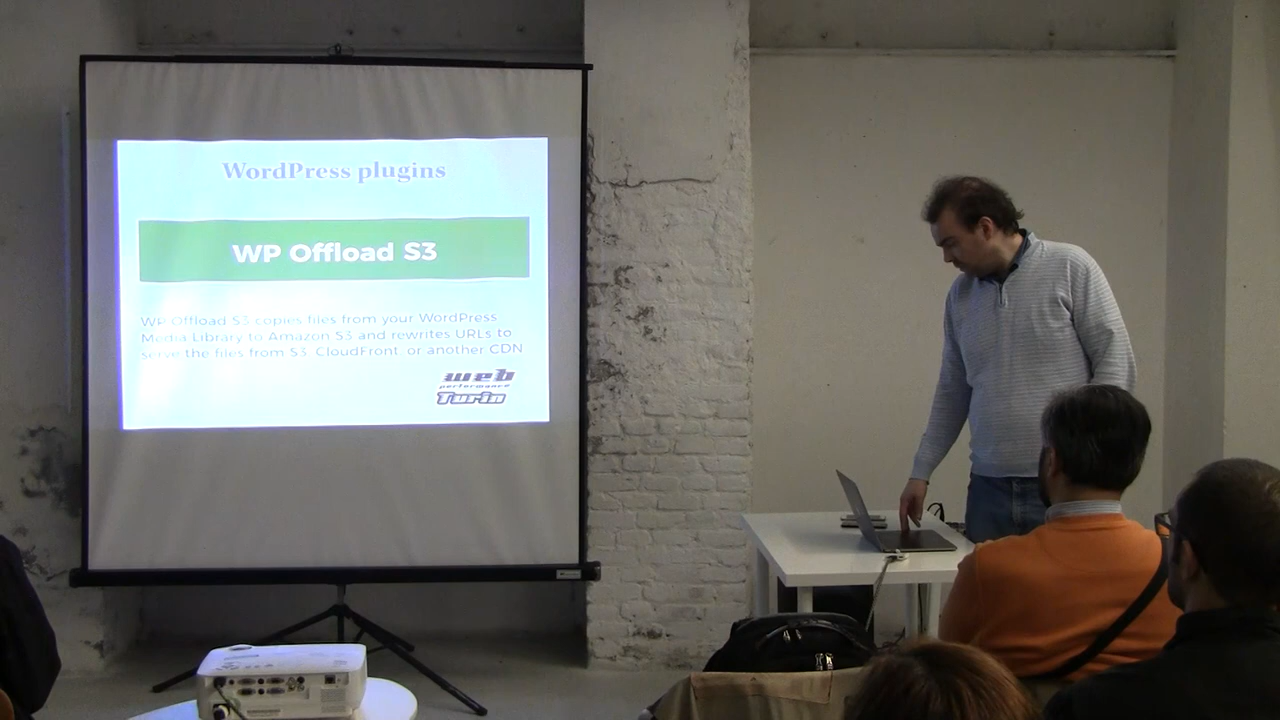 WordPress plugins
WP Offload S3
WP Offload S3 copies files from your WordPress
Media Library to Amazon S3 and rewrites URLs to
serve the files from S3, CloudFront, or another CDN
web
performance
Turin